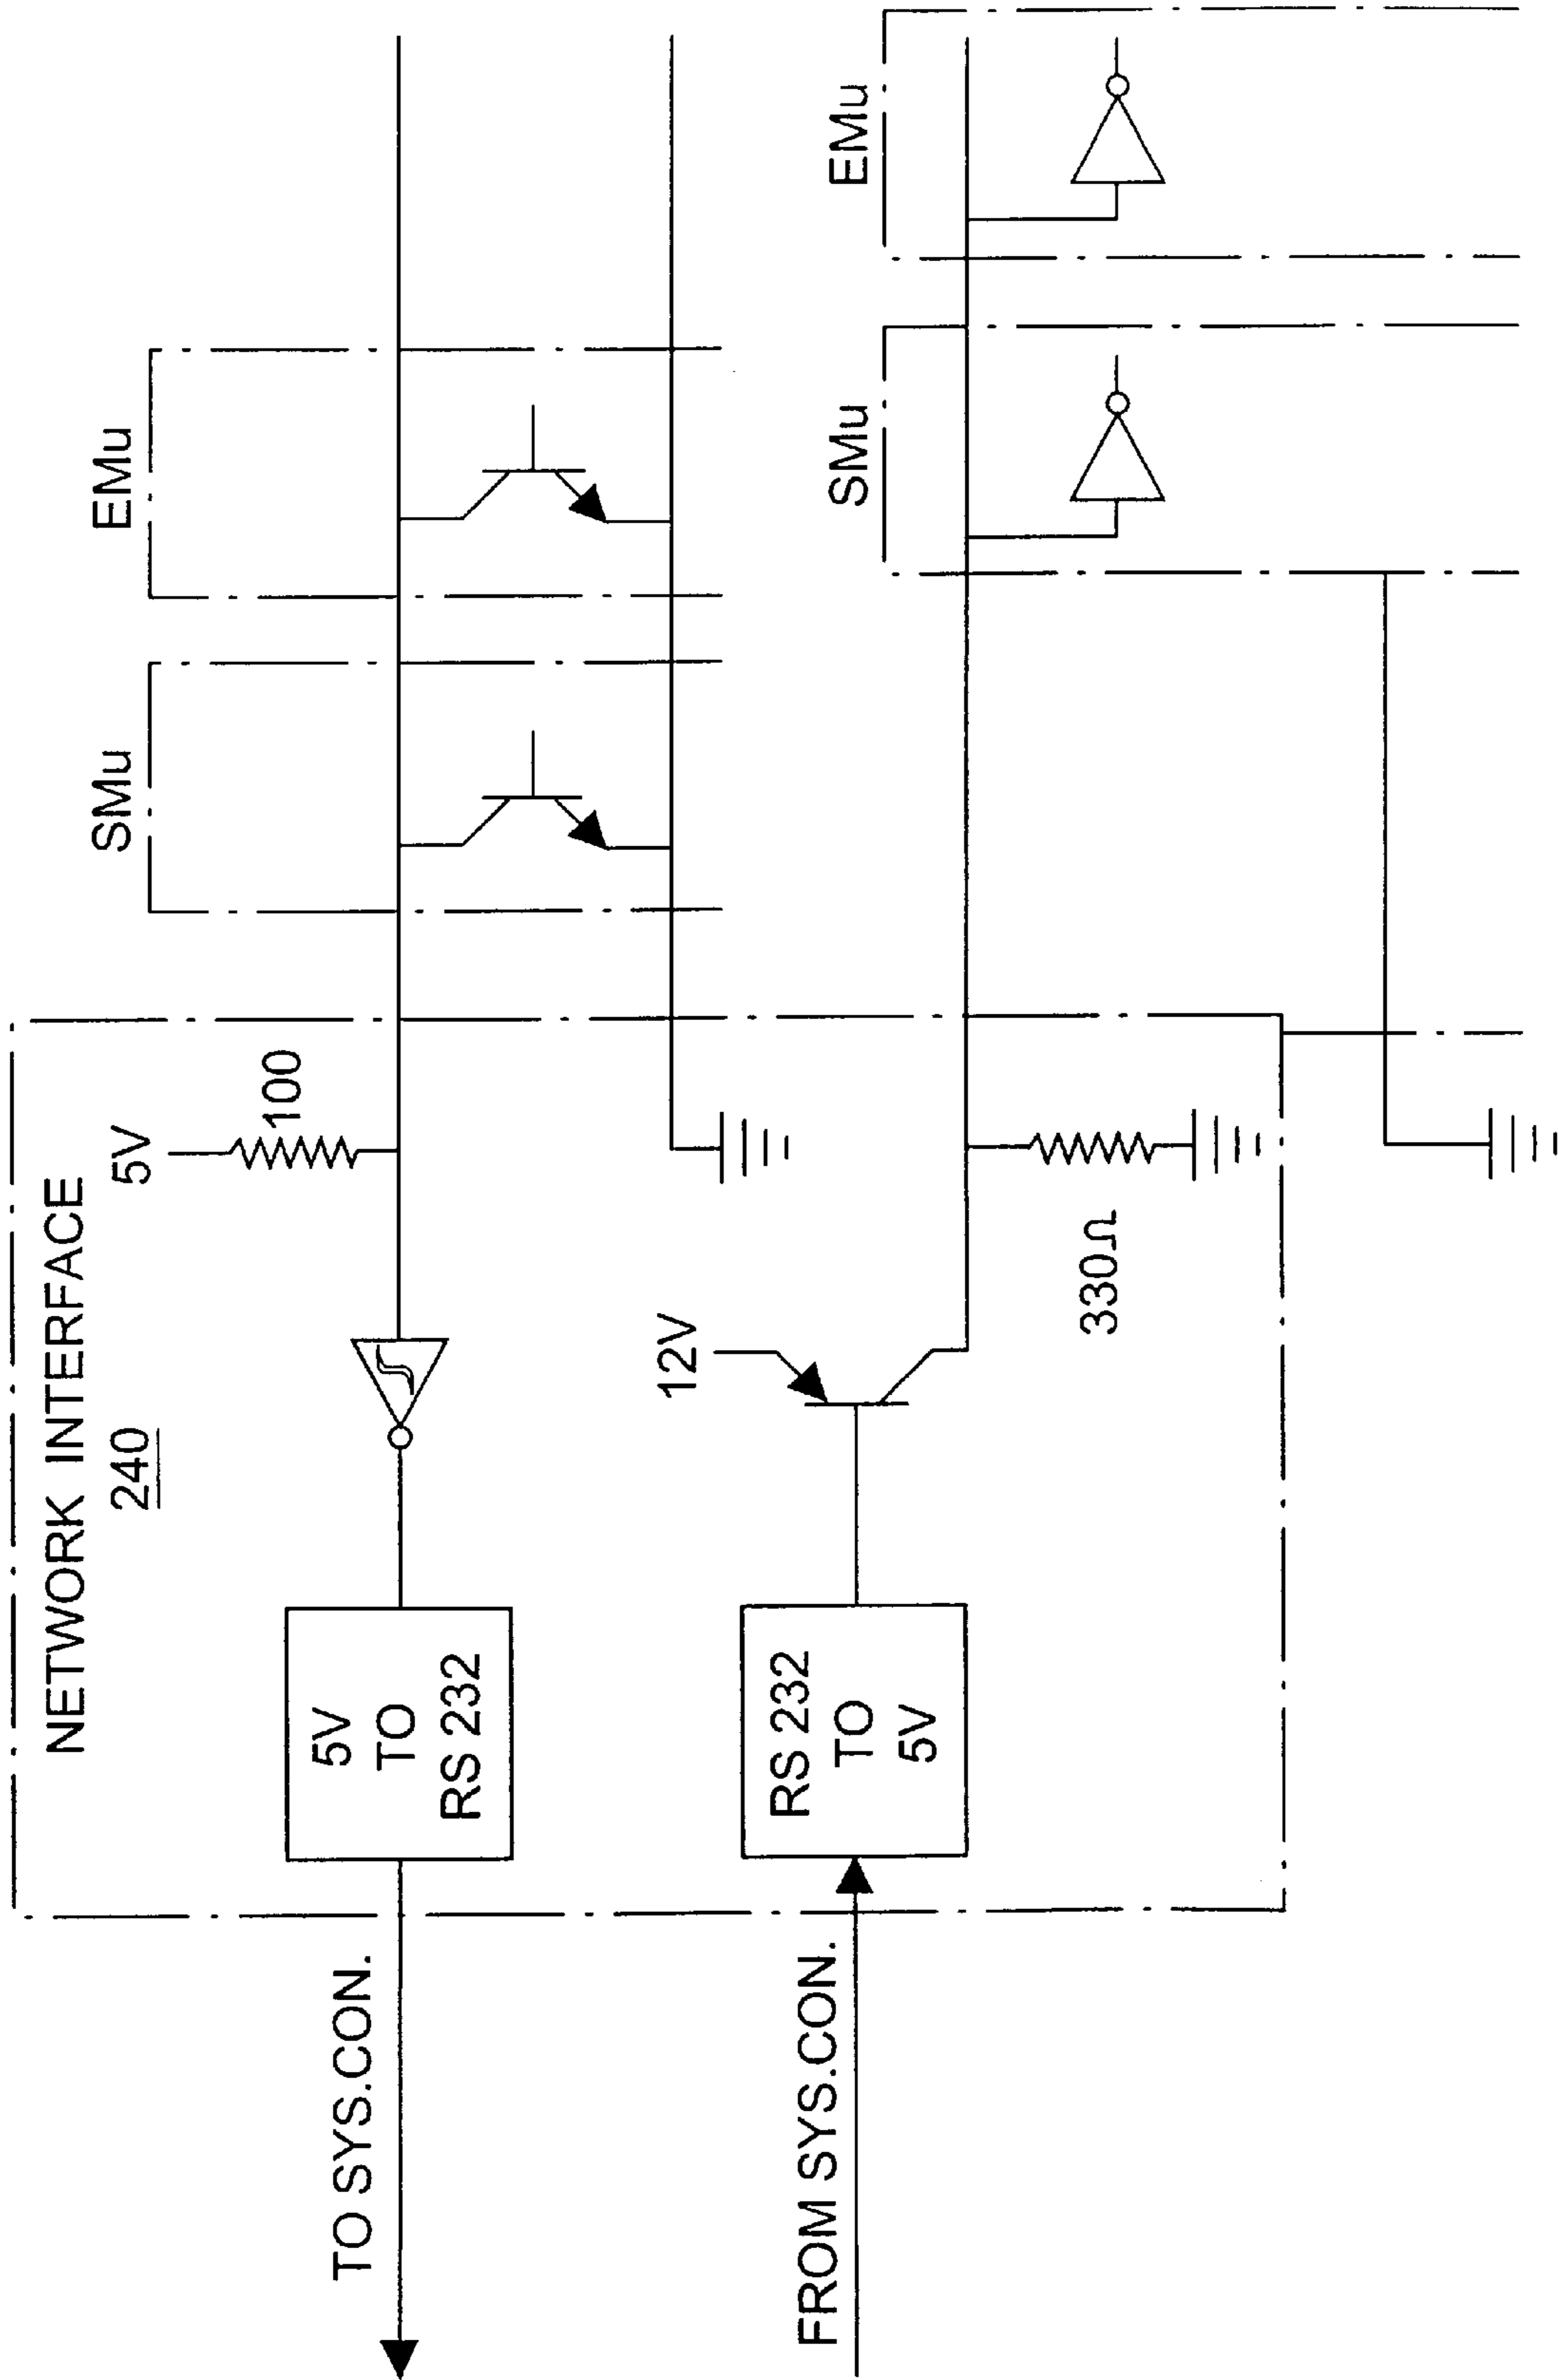 NETWORK INTERFACE
240
5V
100
SMu
EMu
TO SYS.CON.
5V
TO
RS 232
12V
FROM SYS.CON.
RS 232
TO
5V
330Ω
SMu
EMu